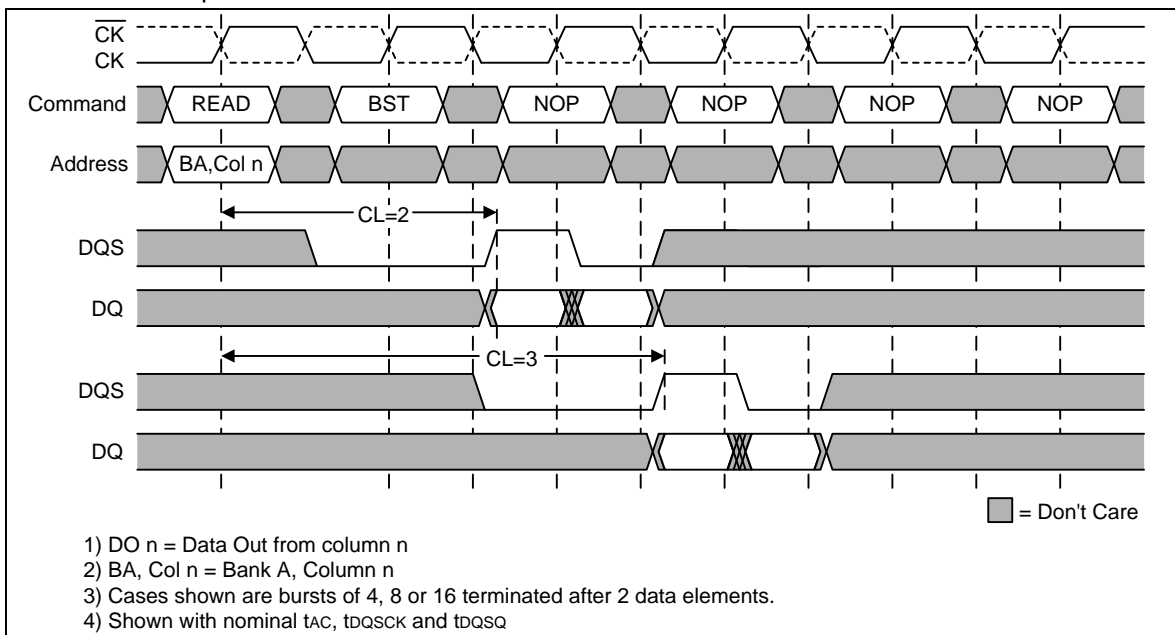 CK
CK
Command READ BST NOP NOP NOP NOP
Address BA,Col n
CL=2
DQS
DQ
CL=3
DQS
DQ
= Don't Care
1) DO n = Data Out from column n
2) BA, Col n = Bank A, Column n
3) Cases shown are bursts of 4, 8 or 16 terminated after 2 data elements.
4) Shown with nominal tAC, tDQSCK and tDQSQ